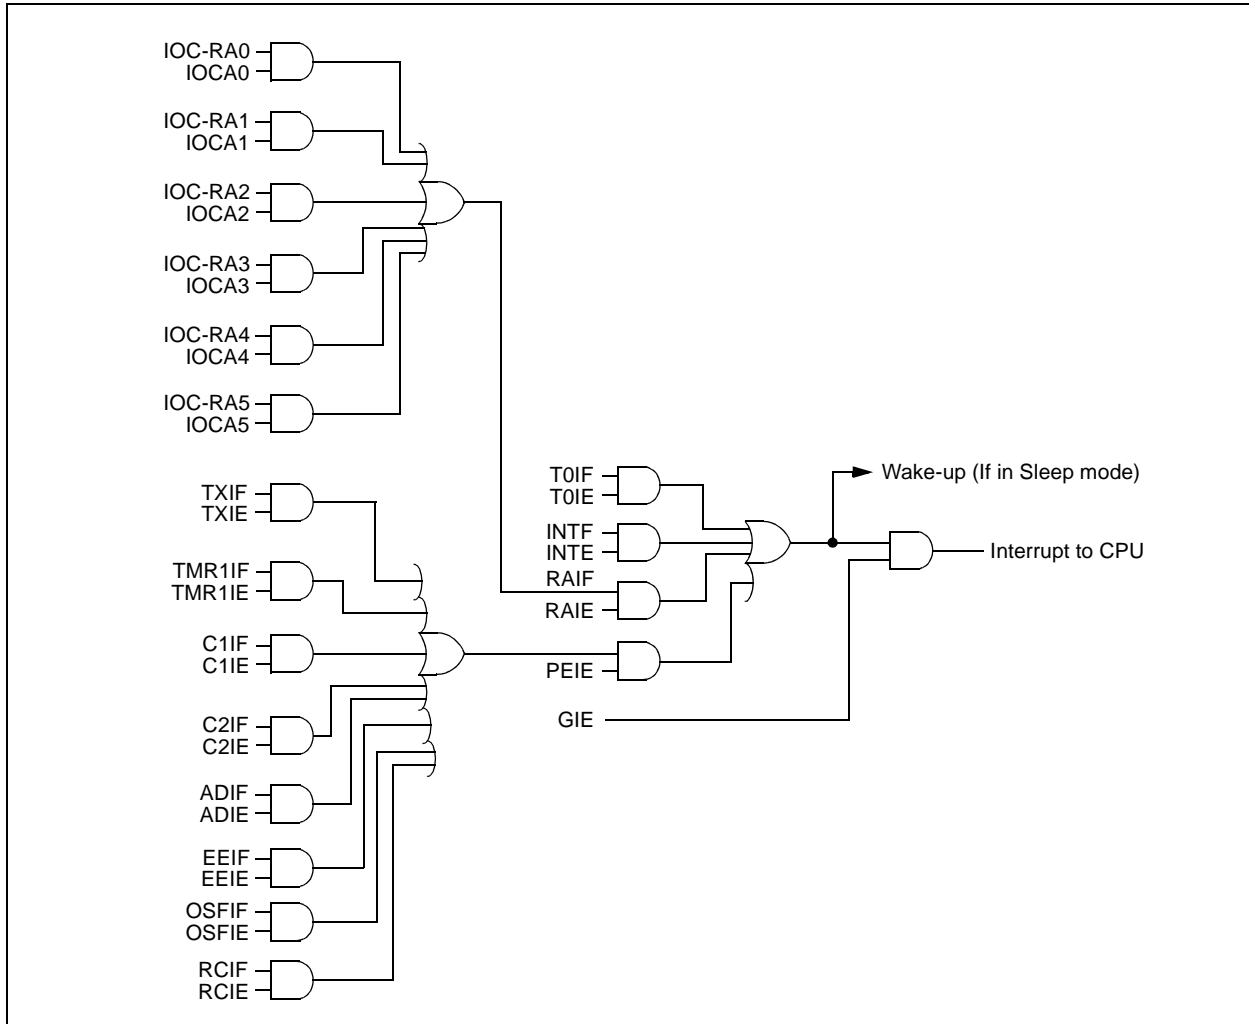 IOC-RA0
IOCA0
IOC-RA1
IOCA1
IOC-RA2
IOCA2
IOC-RA3
IOCA3
IOC-RA4
IOCA4
IOC-RA5
IOCA5
TXIF
TXIE
TMR1IF
TMR1IE
C1IF
C1IE
C2IF
C2IE
ADIF
ADIE
EEIF
EEIE
OSFIF
OSFIE
RCIF
RCIE
T0IF
T0IE
INTF
INTE
RAIF
RAIE
PEIE
GIE
Wake-up (If in Sleep mode)
Interrupt to CPU